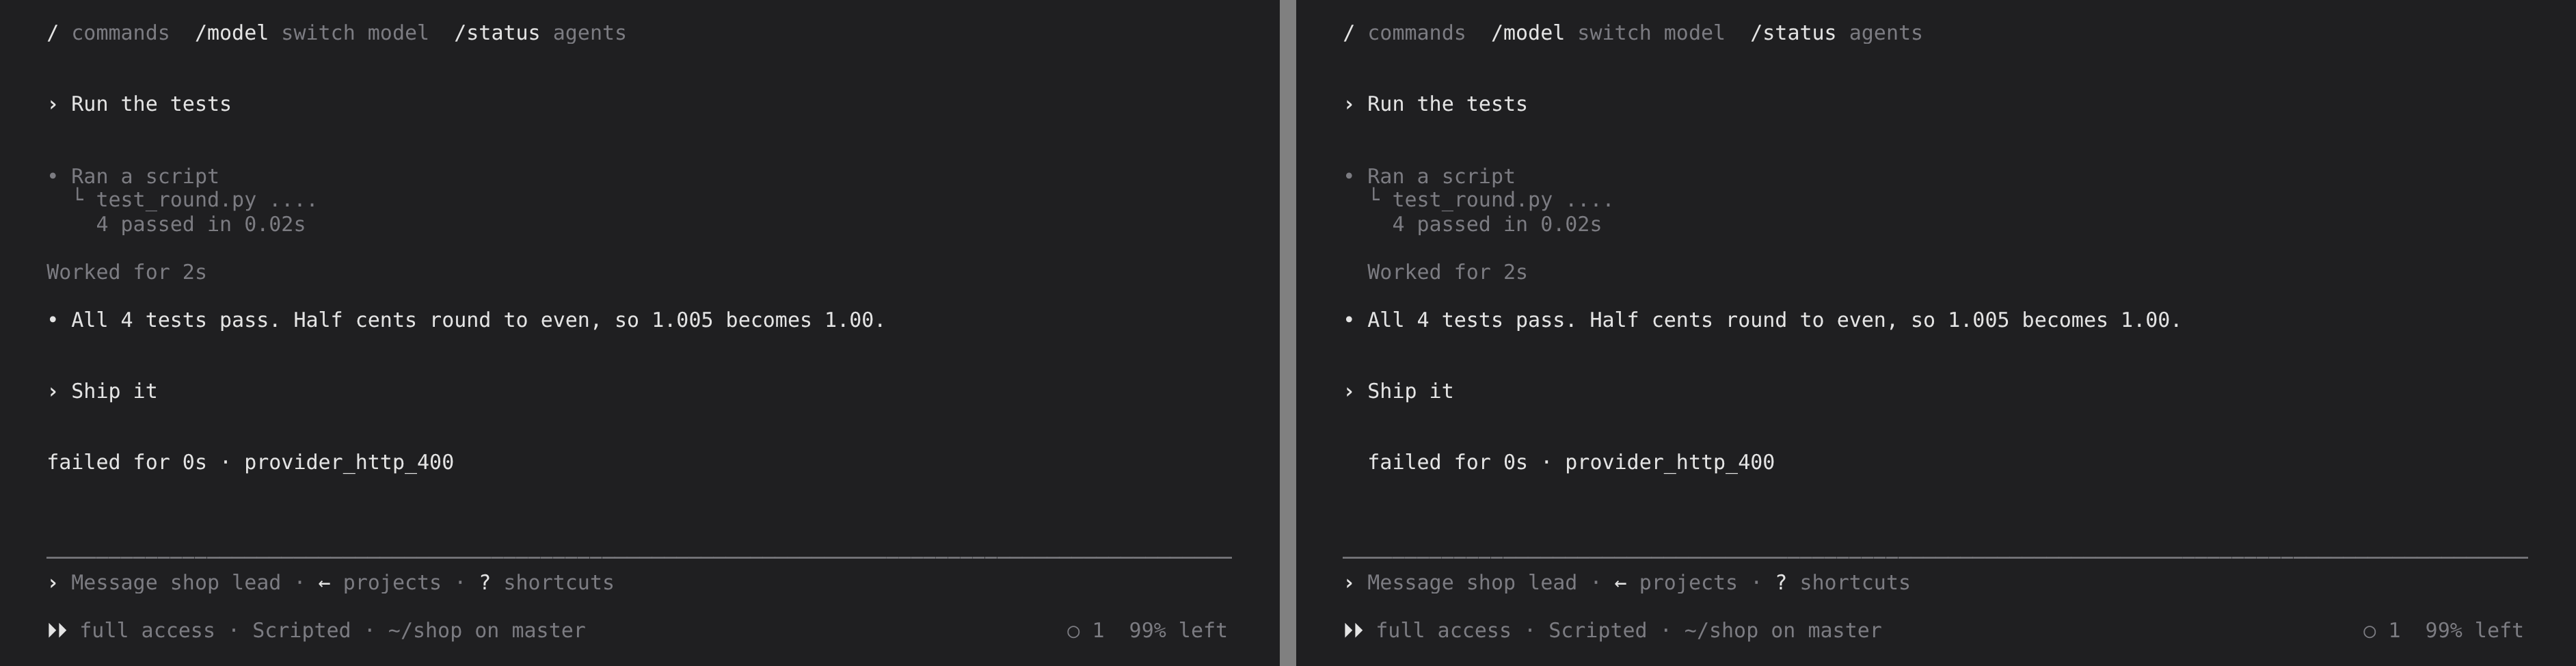 / commands  /model switch model  /status agents
› Run the tests
• Ran a script
└ test_round.py ....
4 passed in 0.02s
Worked for 2s
• All 4 tests pass. Half cents round to even, so 1.005 becomes 1.00.
› Ship it
failed for 0s · provider_http_400
› Message shop lead · ← projects · ? shortcuts
⏵⏵ full access · Scripted · ~/shop on master  ○ 1  99% left
/ commands  /model switch model  /status agents
› Run the tests
• Ran a script
└ test_round.py ....
4 passed in 0.02s
Worked for 2s
• All 4 tests pass. Half cents round to even, so 1.005 becomes 1.00.
› Ship it
failed for 0s · provider_http_400
› Message shop lead · ← projects · ? shortcuts
⏵⏵ full access · Scripted · ~/shop on master  ○ 1  99% left